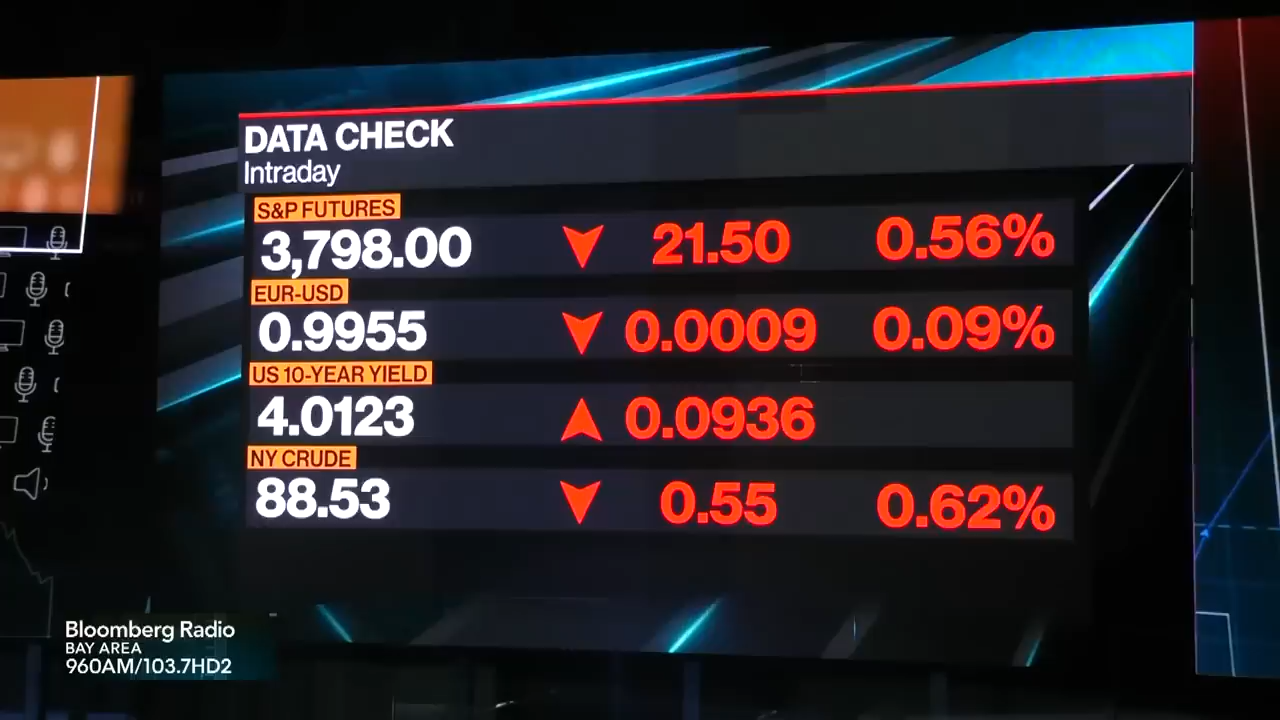 DATA CHECK
Intraday
S&P FUTURES
3,798.00 ▼ 21.50 0.56%
EUR-USD
0.9955 ▼ 0.0009 0.09%
US 10-YEAR YIELD
4.0123 ▲ 0.0936
NY CRUDE
88.53 ▼ 0.55 0.62%
Bloomberg Radio
BAY AREA
960AM/103.7HD2